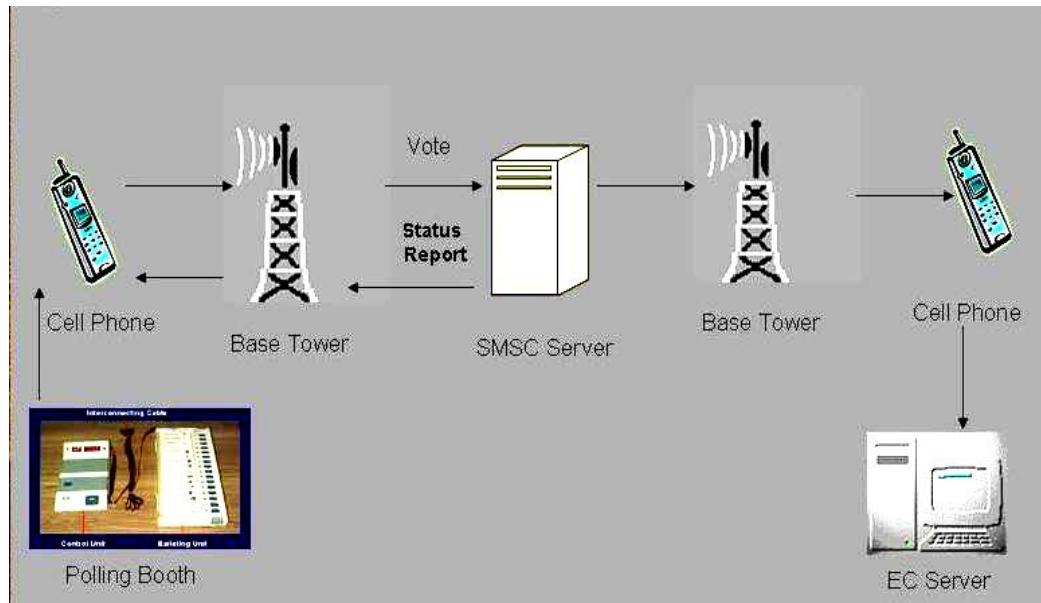 Vote
Status
Report
Cell Phone
Base Tower
SMSC Server
Base Tower
Cell Phone
Interconnecting Cable
Control Unit
Balloting Unit
Polling Booth
EC Server